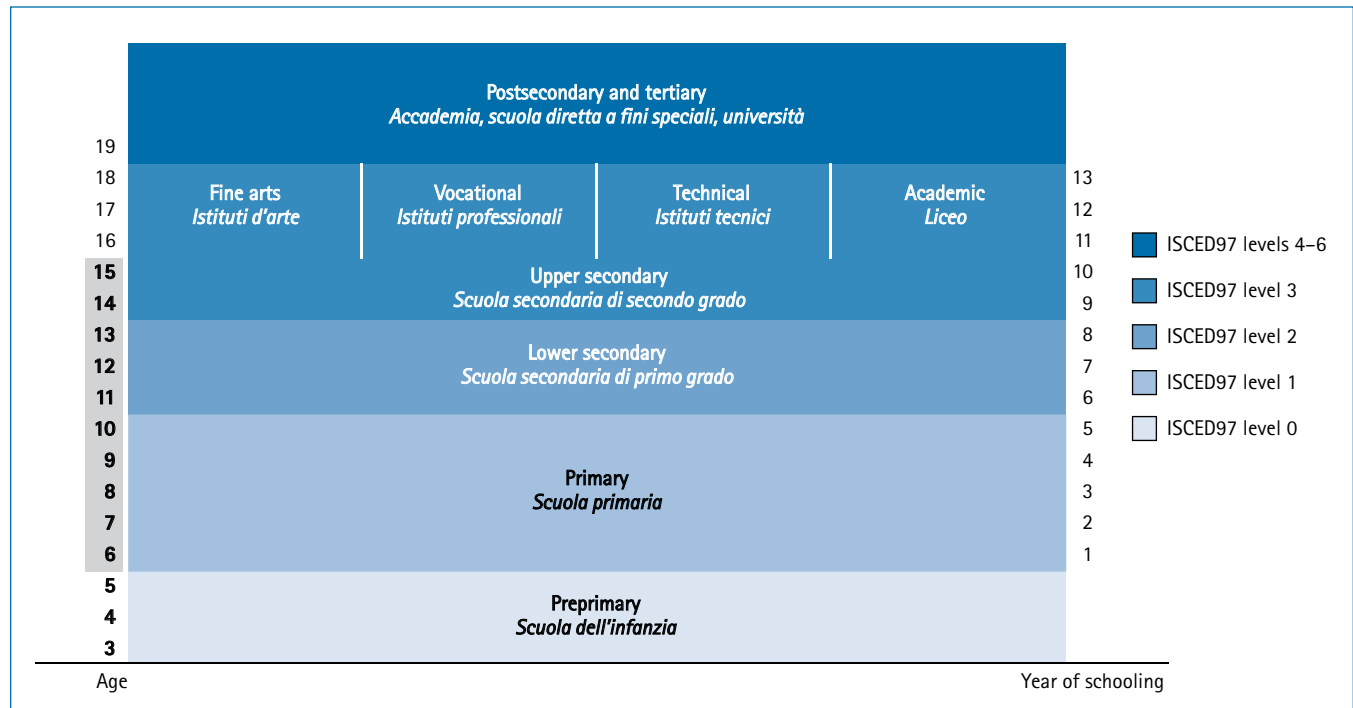 Postsecondary and tertiary
Accademia, scuola diretta a fini speciali, università
19
18
17
16
15
14
13
12
11
10
9
8
7
6
5
4
3
Fine arts
Istituti d'arte
Vocational
Istituti professionali
Technical
Istituti tecnici
Academic
Liceo
Upper secondary
Scuola secondaria di secondo grado
Lower secondary
Scuola secondaria di primo grado
Primary
Scuola primaria
Preprimary
Scuola dell'infanzia
13
12
11
10
9
8
7
6
5
4
3
2
1
ISCED97 levels 4–6
ISCED97 level 3
ISCED97 level 2
ISCED97 level 1
ISCED97 level 0
Age
Year of schooling